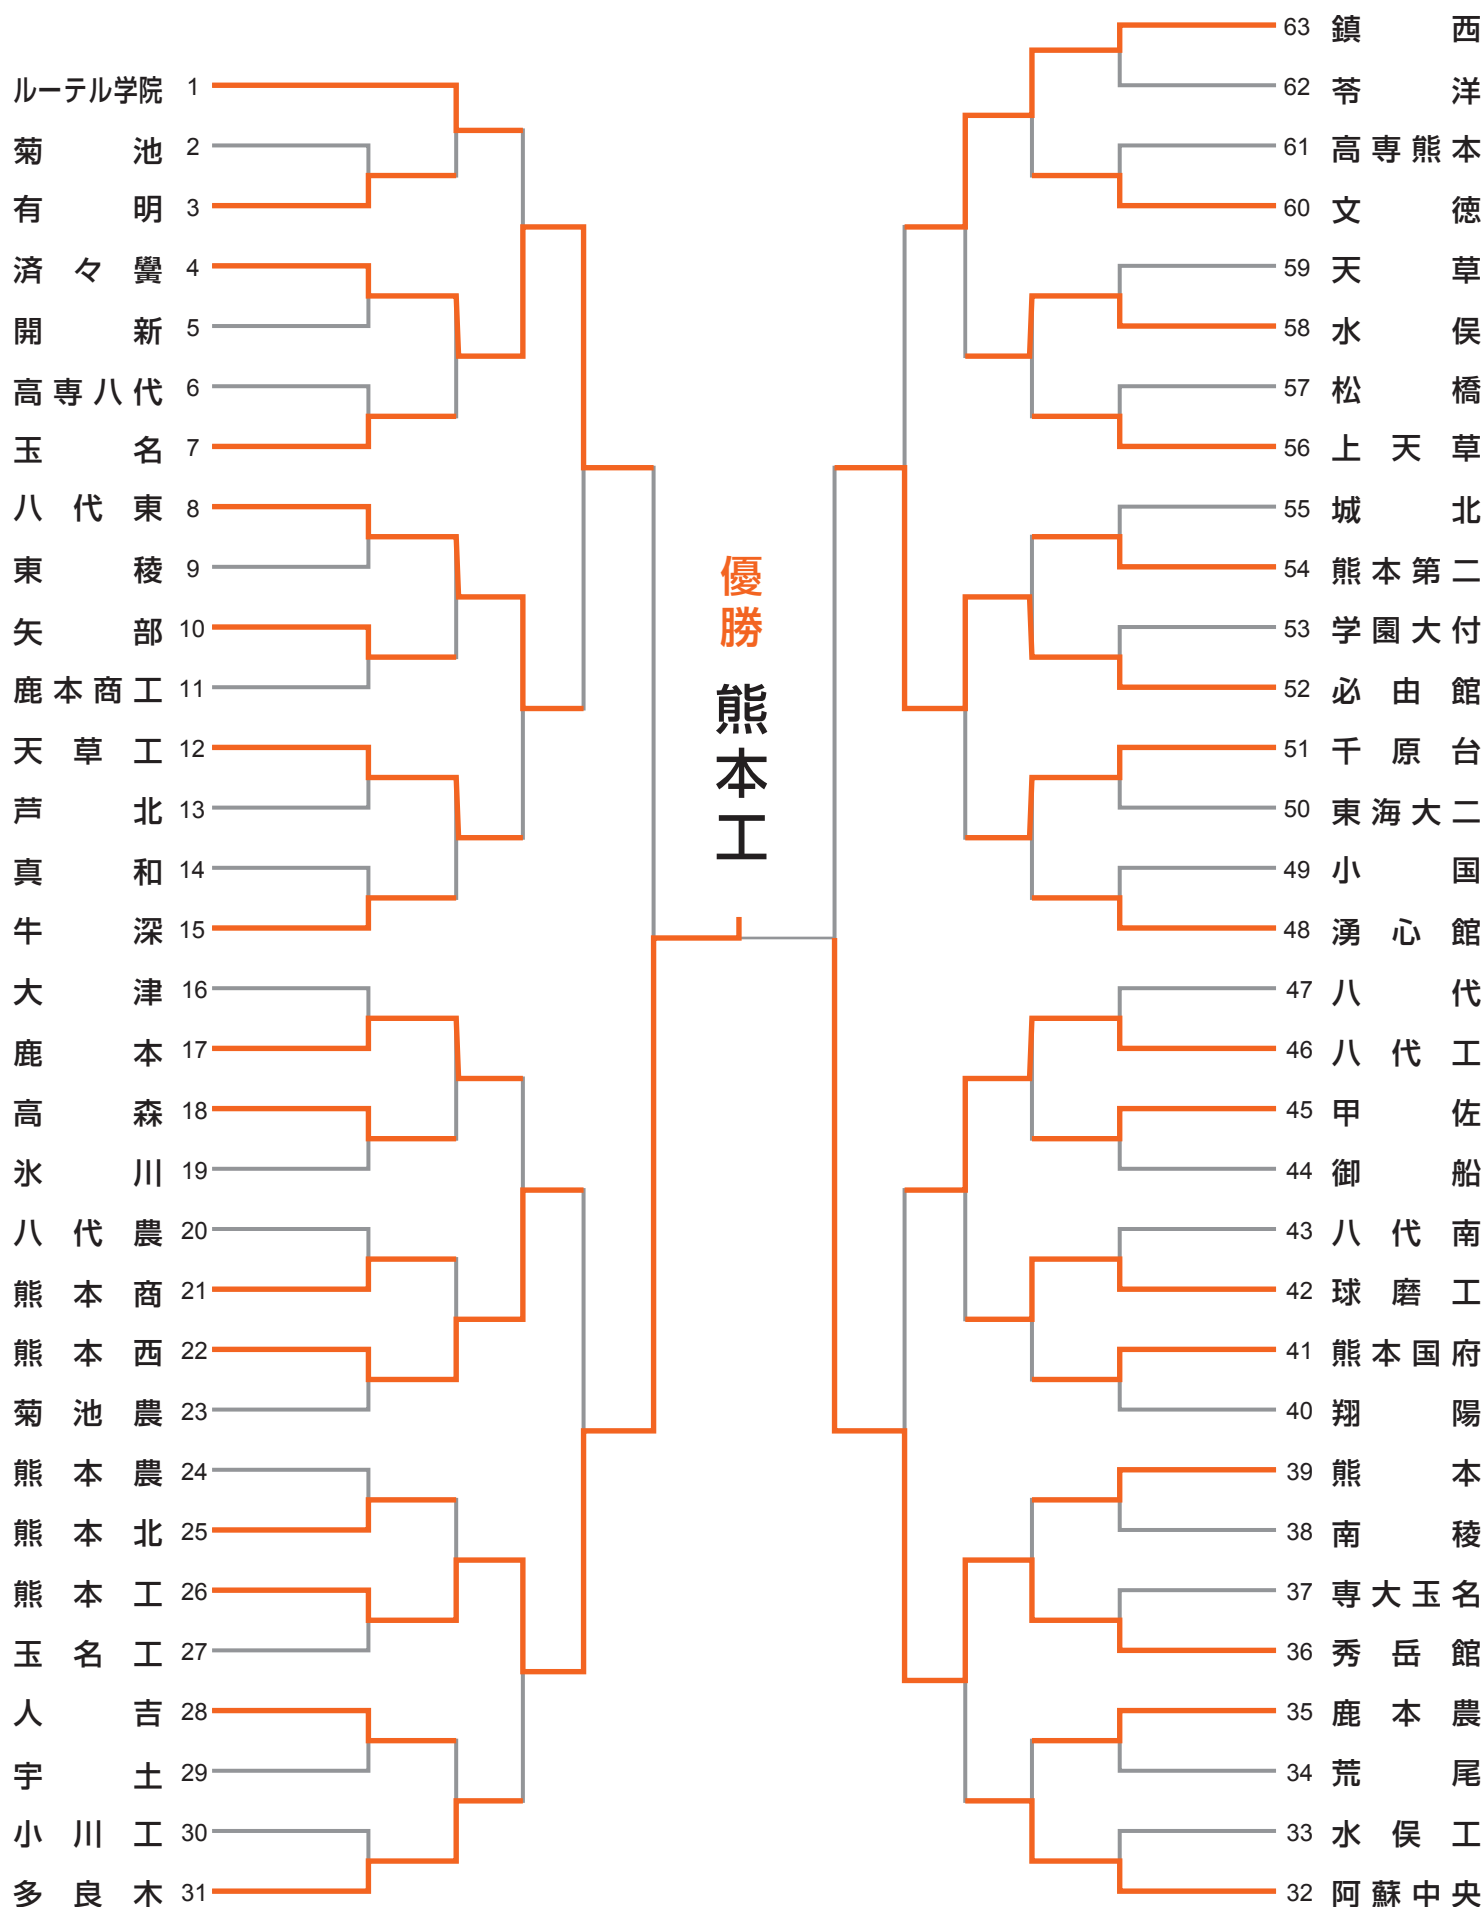 ルーテル学院 1
菊池 2
有明 3
済々黌 4
開新 5
高専八代 6
玉名 7
八代東 8
東稜 9
矢部 10
鹿本商工 11
天草工 12
芦北 13
真和 14
牛深 15
大津 16
鹿本 17
高森 18
氷川 19
八代農 20
熊本商 21
熊本西 22
菊池農 23
熊本農 24
熊本北 25
熊本工 26
玉名工 27
人吉 28
宇土 29
小川工 30
多良木 31
優勝
熊本工
63 鎮西
62 苓洋
61 高専熊本
60 文徳
59 天草
58 水俣
57 松橋
56 上天草
55 城北
54 熊本第二
53 学園大付
52 必由館
51 千原台
50 東海大二
49 小国
48 湧心館
47 八代
46 八代工
45 甲佐
44 御船
43 八代南
42 球磨工
41 熊本国府
40 翔陽
39 熊本
38 南稜
37 専大玉名
36 秀岳館
35 鹿本農
34 荒尾
33 水俣工
32 阿蘇中央